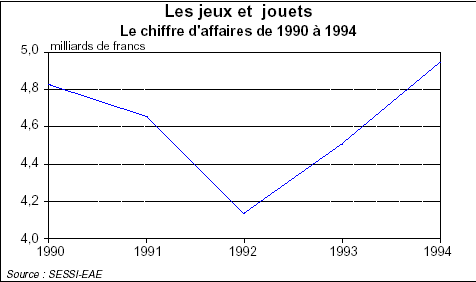 Les jeux et jouets
Le chiffre d'affaires de 1990 à 1994
milliards de francs
5,0
4,8
4,6
4,4
4,2
4,0
1990 1991 1992 1993 1994
Source : SESSI-EAE